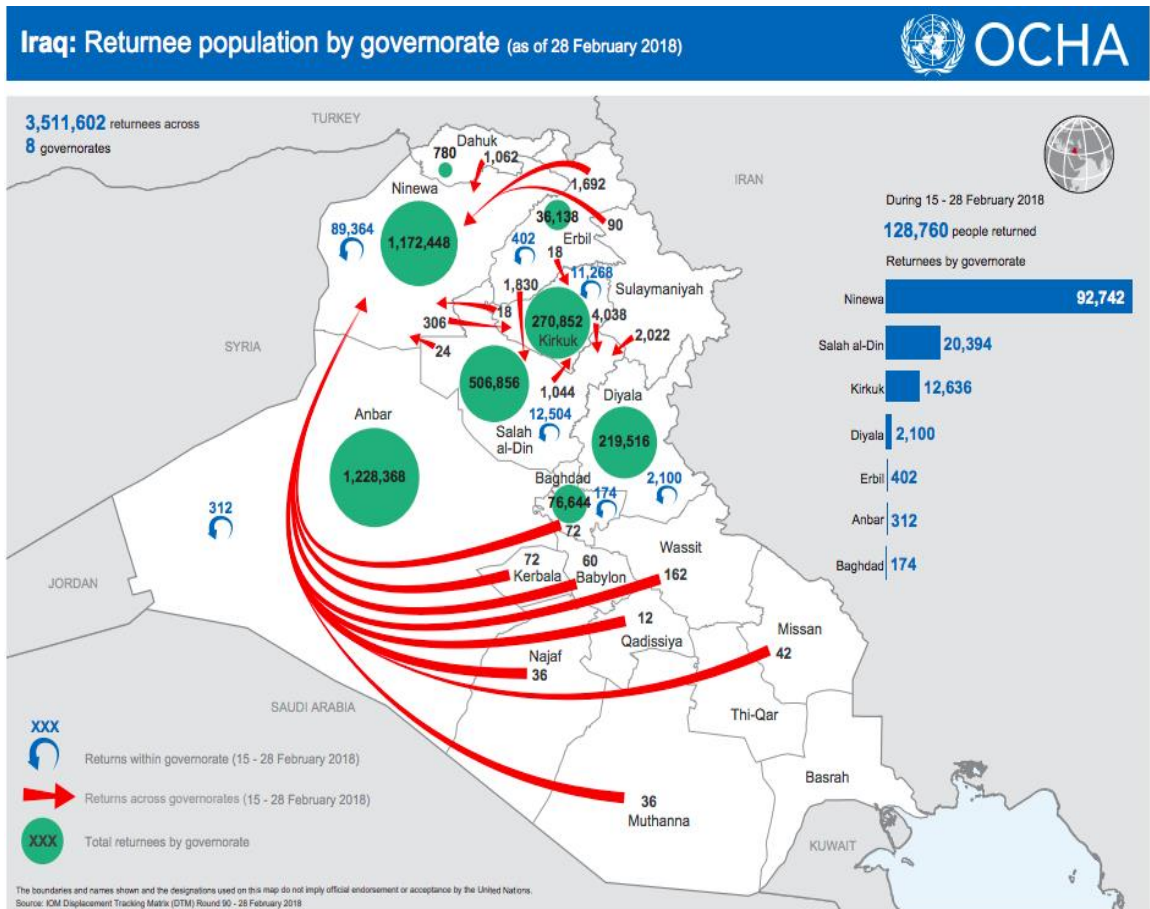 Iraq: Returnee population by governorate (as of 28 February 2018)
OCHA
3,511,602 returnees across
8 governorates
TURKEY
Dahuk
780
1,062
1,692
Ninewa
1,172,448
89,364
36,138
Erbil
90
402
18
11,268
1,830
Sulaymaniyah
18
4,038
306
270,852
Kirkuk
2,022
24
SYRIA
506,856
1,044
Diyala
Anbar
12,504
Salah
al-Din
219,516
1,228,368
Baghdad
76,644
174
2,100
312
72
Wassit
72
Kerbala
60
Babylon
162
JORDAN
12
Qadissiya
Missan
42
Najaf
36
SAUDI ARABIA
Thi-Qar
Basrah
36
Muthanna
KUWAIT
IRAN
During 15 - 28 February 2018
128,760 people returned
Returnees by governorate
Ninewa 92,742
Salah al-Din 20,394
Kirkuk 12,636
Diyala 2,100
Erbil 402
Anbar 312
Baghdad 174
XXX
Returns within governorate (15 - 28 February 2018)
Returns across governorates (15 - 28 February 2018)
XXX Total returnees by governorate
The boundaries and names shown and the designations used on this map do not imply official endorsement or acceptance by the United Nations.
Source: IOM Displacement Tracking Matrix (DTM) Round 90 - 28 February 2018